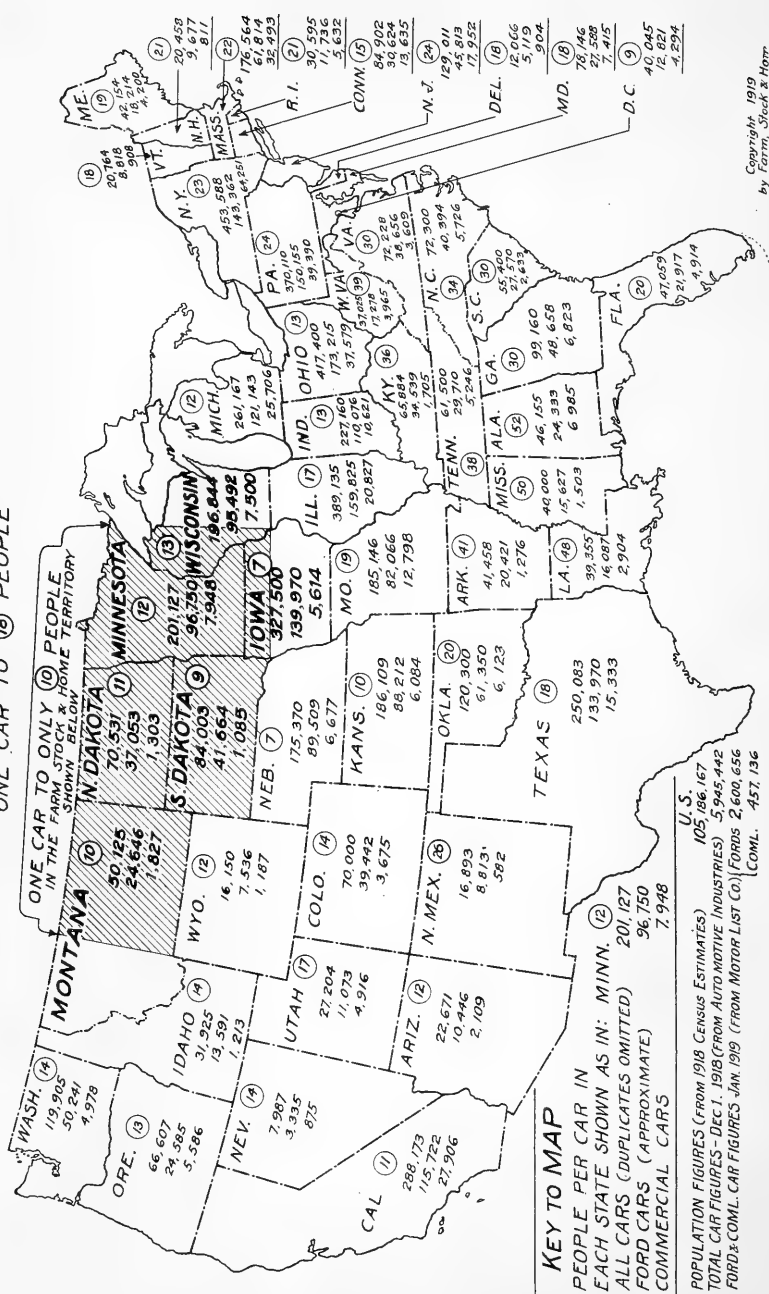 ONE CAR TO (18) PEOPLE
ONE CAR TO ONLY (10) PEOPLE
IN THE FARM STOCK & HOME TERRITORY
SHOWN BELOW
WASH. (14)
119,905
50,241
4,978
ORE. (13)
66,607
24,585
5,586
CAL (11)
288,173
115,722
27,906
NEV. (14)
7,987
3,335
875
IDAHO (14)
31,925
13,591
1,213
MONTANA
(10)
50,125
24,646
1,827
WYO. (12)
16,150
7,536
1,187
UTAH (17)
27,204
11,073
4,916
COLO. (14)
70,000
39,442
3,675
ARIZ. (12)
22,671
10,446
2,109
N. MEX. (26)
16,893
8,813
582
N. DAKOTA
(11)
70,531
37,053
1,303
S. DAKOTA
(9)
84,003
41,664
1,085
NEB. (7)
175,370
89,509
6,677
KANS. (10)
186,109
88,212
6,084
OKLA. (20)
120,300
61,350
6,123
TEXAS (18)
250,083
133,970
15,333
MINNESOTA
(12)
201,127
96,750
7,948
IOWA (7)
327,500
139,970
5,614
MO. (19)
185,146
82,066
12,798
ARK. (41)
41,458
20,421
1,276
LA. (48)
39,355
16,087
2,904
(13)
WISCONSIN
196,844
95,492
7,500
ILL. (17)
389,135
159,825
20,827
MICH. (12)
261,167
121,143
25,706
IND. (13)
227,160
110,076
10,621
OHIO (13)
417,400
173,215
37,579
KY. (36)
65,884
34,539
1,705
TENN. (38)
61,500
29,710
5,246
MISS. (50)
40,000
15,627
1,503
ALA. (52)
46,155
24,333
6 985
GA. (30)
99,160
48,658
6,823
FLA. (20)
47,059
21,917
4,914
S.C. (30)
55,400
27,570
2,633
N.C. (34)
72,300
40,394
5,726
VA. (30)
72,228
38,656
3,609
W.VA. (39)
37,025
17,278
3,965
PA. (24)
370,110
150,155
39,330
N.Y. (23)
453,588
143,362
64,251
ME. (19)
42,154
18,214
4,200
VT. (18)
20,764
8,818
908
N.H. (21)
20,458
9,677
811
MASS. (22)
176,564
61,814
32,493
R.I. (21)
30,595
11,736
5,632
CONN. (15)
84,902
30,624
13,635
N.J. (24)
129,011
45,813
17,952
DEL. (18)
12,066
5,119
904
MD. (18)
78,146
27,588
7,415
D.C. (9)
40,045
12,821
4,294
KEY TO MAP
PEOPLE PER CAR IN
EACH STATE SHOWN AS IN: MINN. (12)
ALL CARS (DUPLICATES OMITTED) 201,127
FORD CARS (APPROXIMATE) 96,750
COMMERCIAL CARS 7.948
U.S.
POPULATION FIGURES (FROM 1918 CENSUS ESTIMATES) 105,186,167
TOTAL CAR FIGURES - DEC. 1. 1918 (FROM AUTOMOTIVE INDUSTRIES) 5,945,442
FORD & COML. CAR FIGURES JAN. 1919 (FROM MOTOR LIST CO.) FORDS 2,600,656
COML. 457,136
Copyright 1919
by Farm, Stock & Home